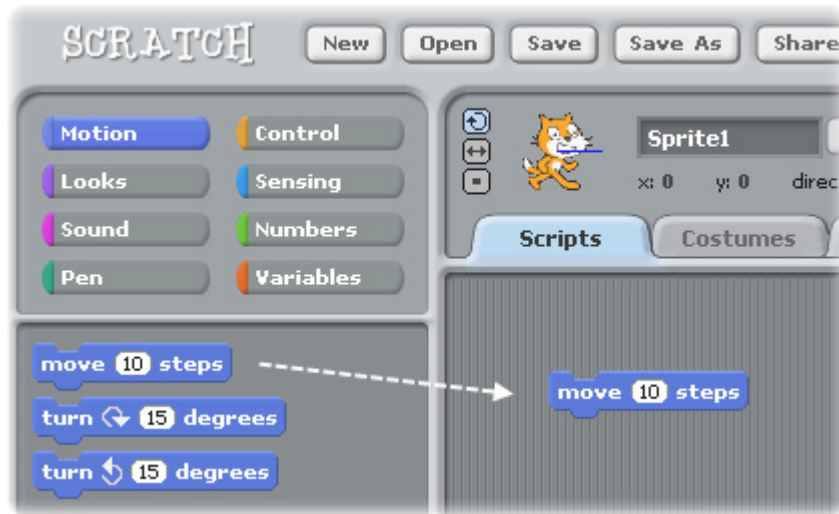 SCRATCH New Open Save Save As Share
Motion Control
Looks Sensing
Sound Numbers
Pen Variables
Sprite1
x: 0 y: 0 direc
Scripts Costumes
move 10 steps
turn 15 degrees
turn 15 degrees
move 10 steps